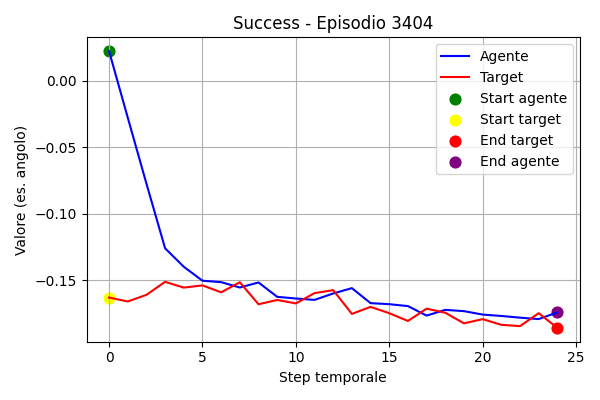 Success - Episodio 3404
Agente
Target
Start agente
Start target
End target
End agente
Valore (es. angolo)
0.00
−0.05
−0.10
−0.15
0 5 10 15 20 25
Step temporale